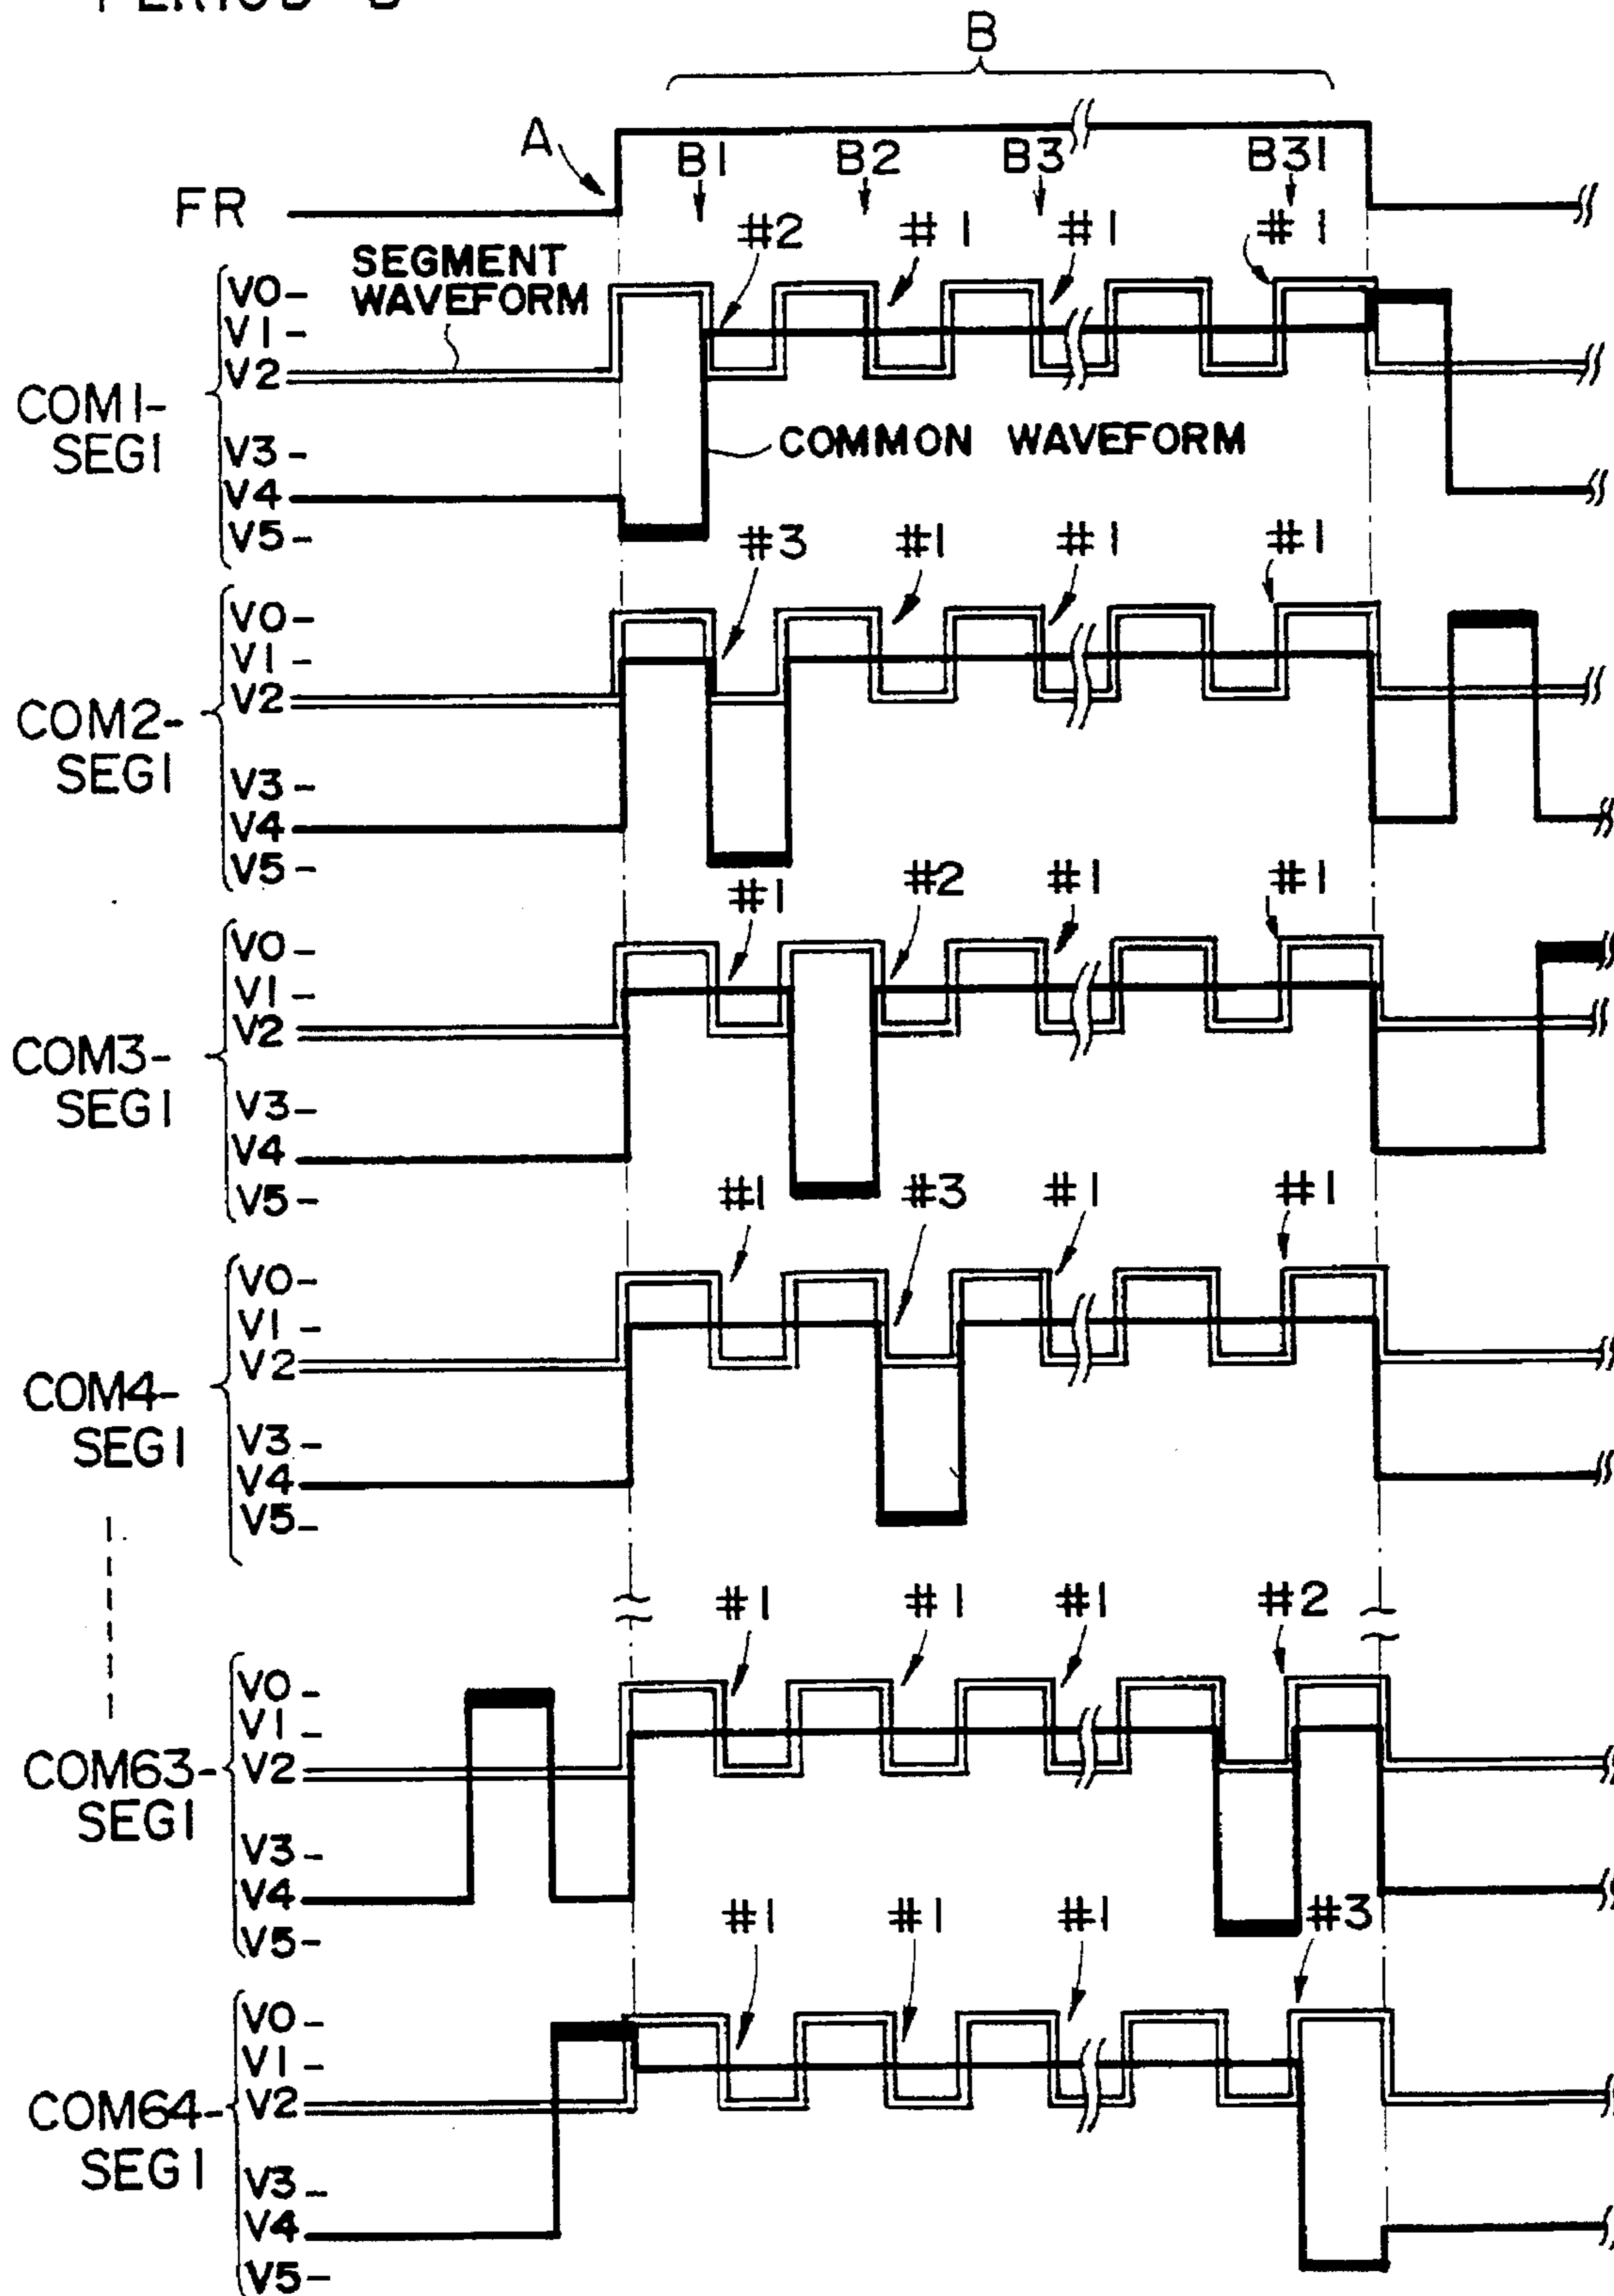 PERIOD B
B
A
B1 B2 B3 B31
FR
#2 #1 #1 #1
SEGMENT
WAVEFORM
COM1-
SEG1
V0-
V1-
V2
V3-
V4
V5-
COMMON WAVEFORM
#3 #1 #1 #1
COM2-
SEG1
V0-
V1-
V2
V3-
V4
V5-
#1 #2 #1 #1
COM3-
SEG1
V0-
V1-
V2
V3-
V4
V5-
#1 #3 #1 #1
COM4-
SEG1
V0-
V1-
V2
V3-
V4
V5-
#1 #1 #1 #2
COM63-
SEG1
V0-
V1-
V2
V3-
V4
V5-
#1 #1 #1 #3
COM64-
SEG1
V0-
V1-
V2
V3-
V4
V5-